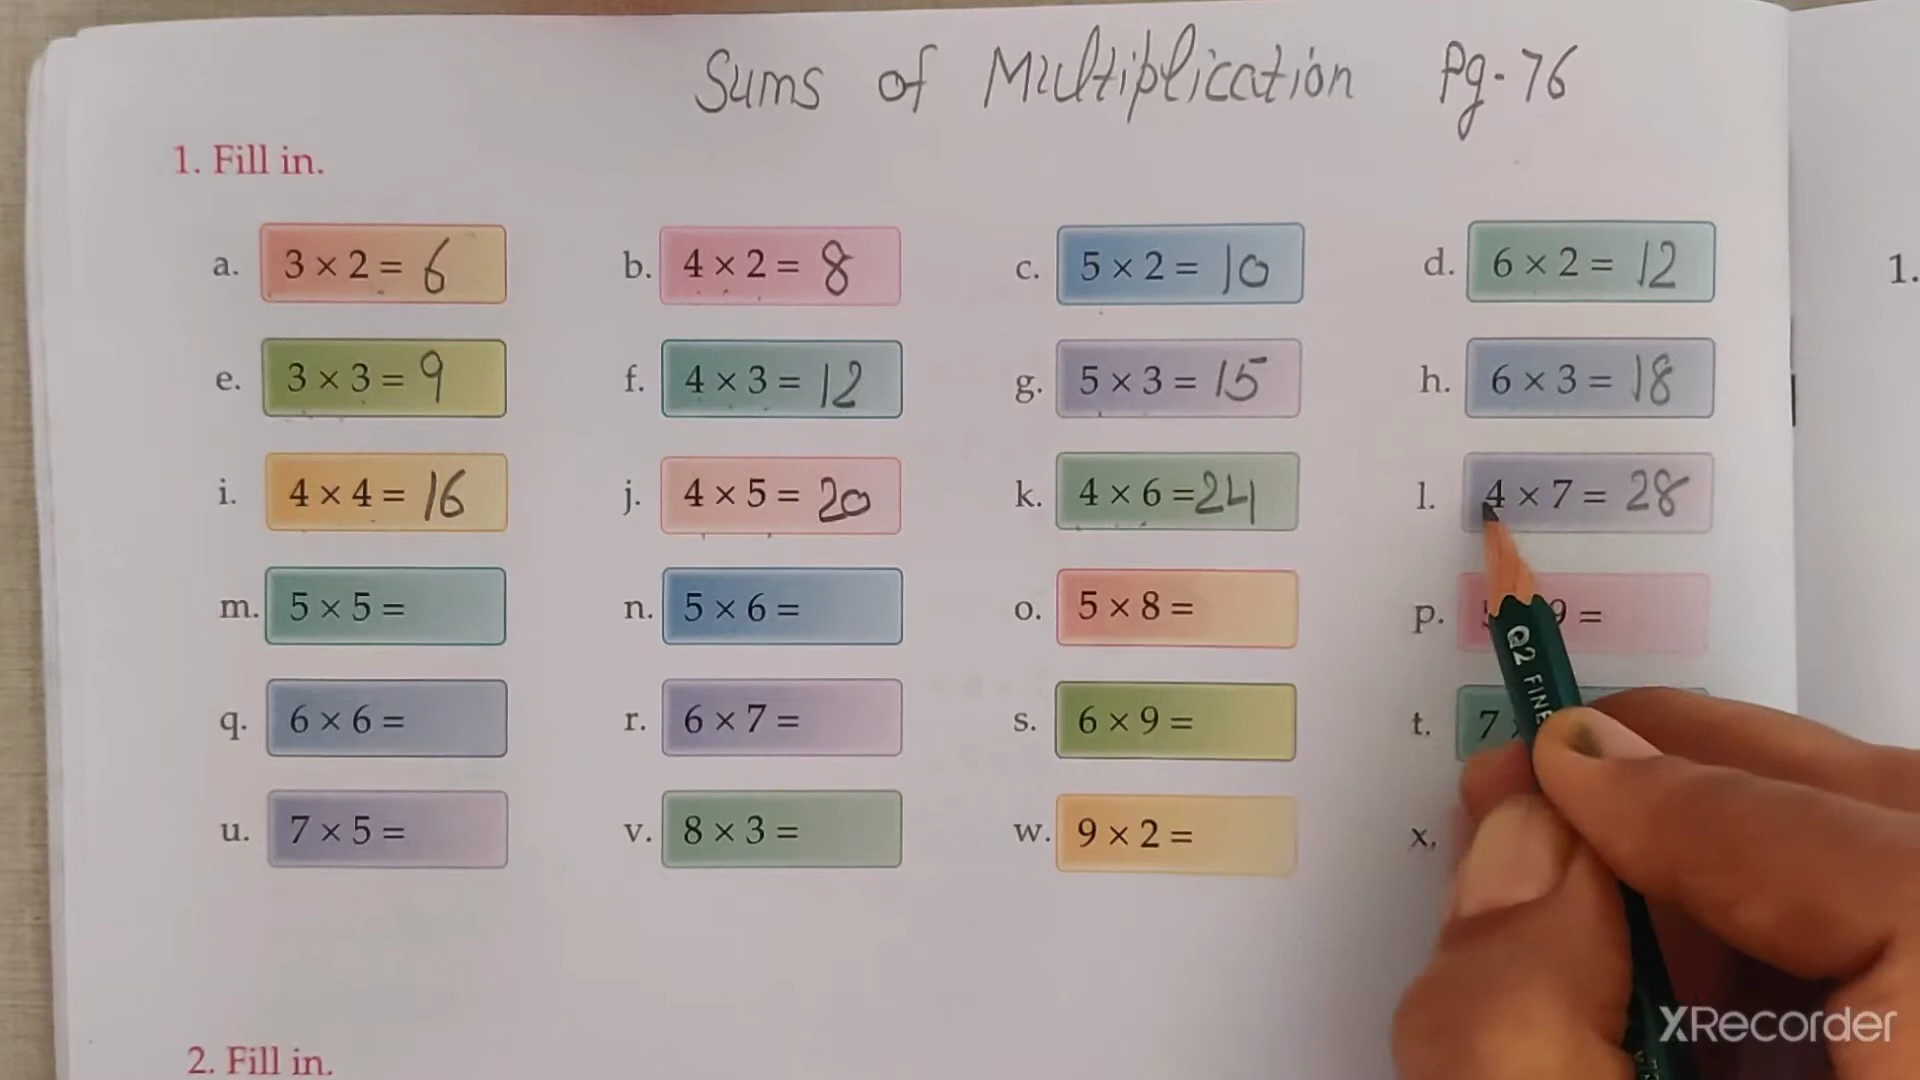 Sums of Multiplication Pg-76
1. Fill in.
a. 3 × 2 = 6 b. 4 × 2 = 8 c. 5 × 2 = 10 d. 6 × 2 = 12
1.
e. 3 × 3 = 9 f. 4 × 3 = 12 g. 5 × 3 = 15 h. 6 × 3 = 18
i. 4 × 4 = 16 j. 4 × 5 = 20 k. 4 × 6 = 24 l. 4 × 7 = 28
m. 5 × 5 = n. 5 × 6 = o. 5 × 8 = p. 9 =
q. 6 × 6 = r. 6 × 7 = s. 6 × 9 = t. 7
u. 7 × 5 = v. 8 × 3 = w. 9 × 2 = x.
Q2 FINE
2. Fill in.
XRecorder